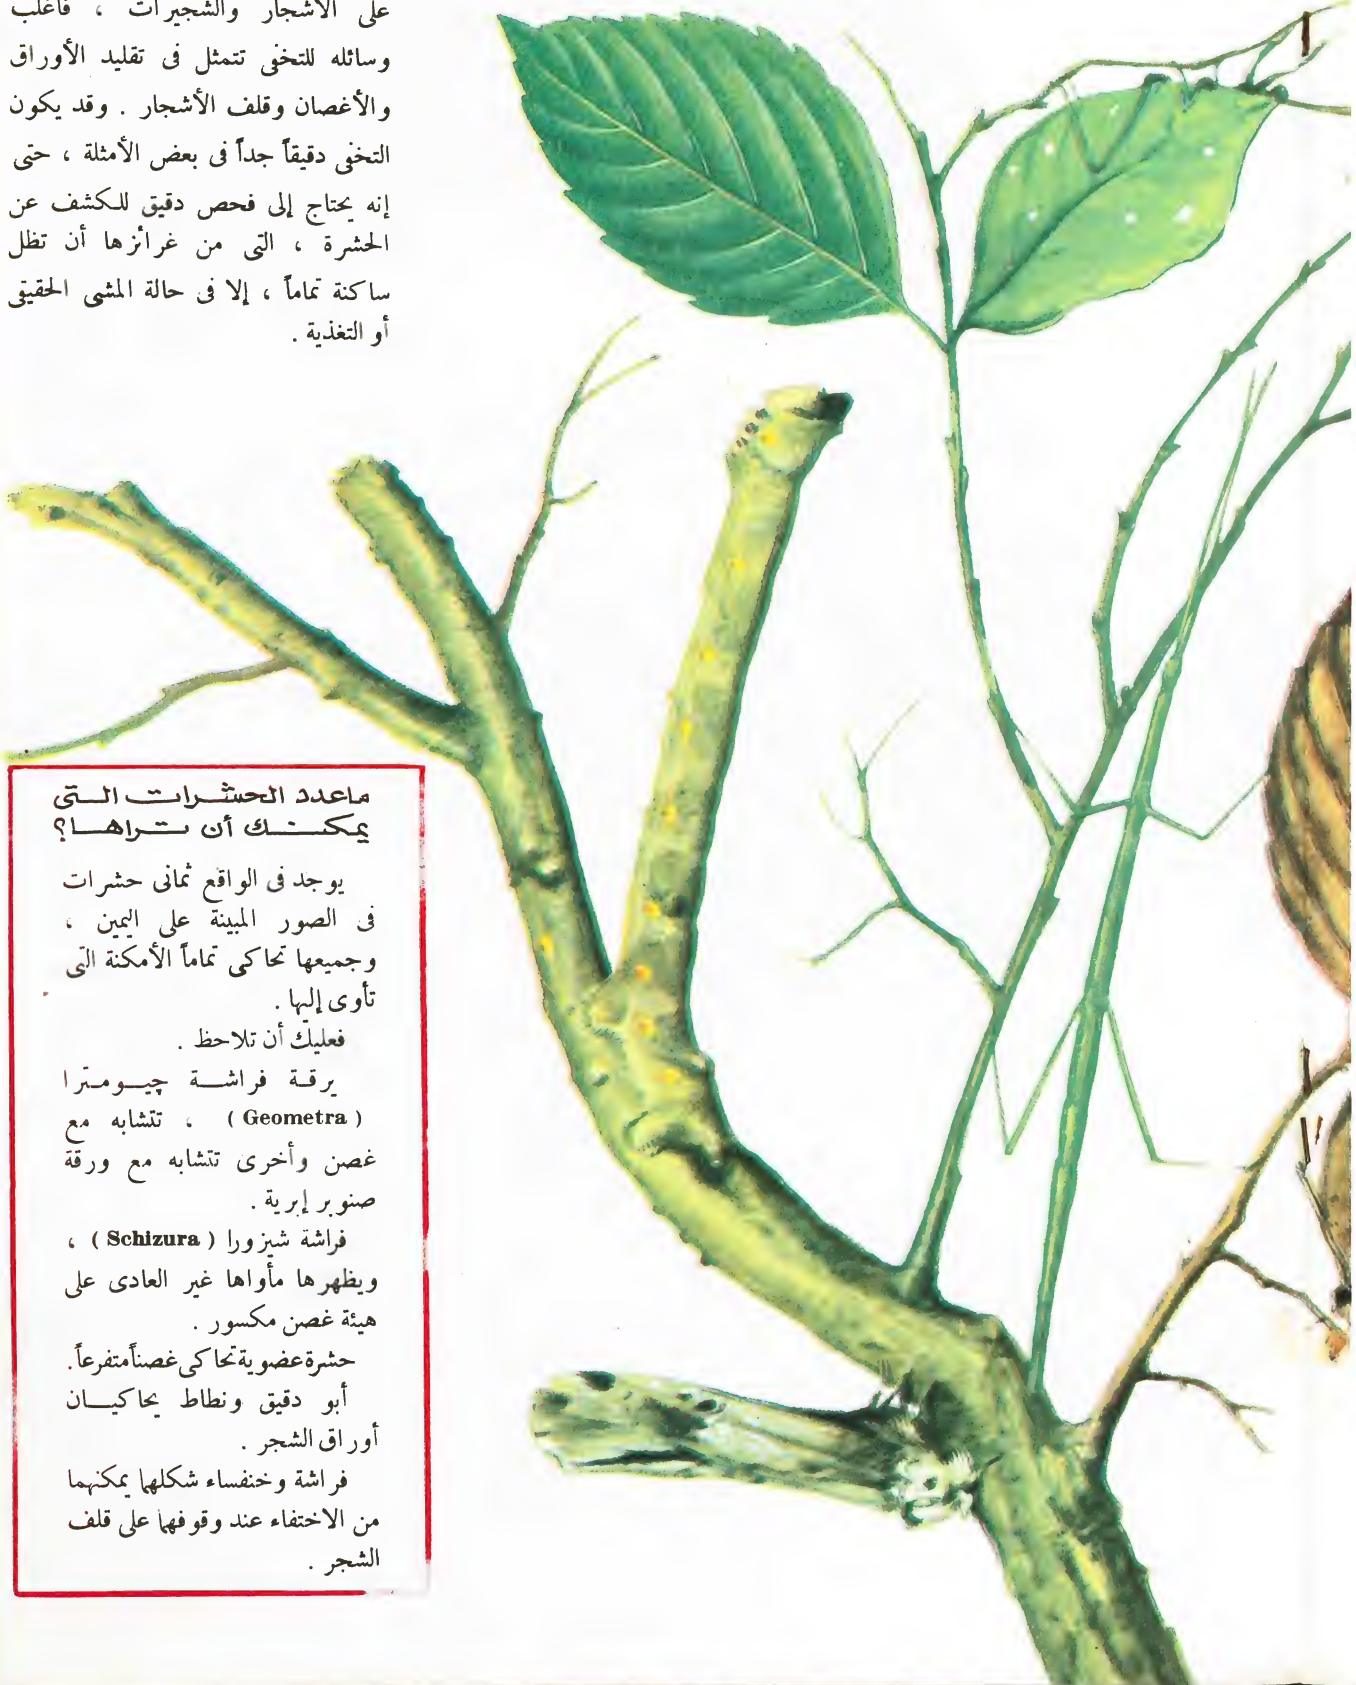 على الأشجار والشجيرات ، فأغلب
وسائله للتخفى تتمثل فى تقليد الأوراق
والأغصان وقلف الأشجار . وقد يكون
التخفى دقيقاً جداً فى بعض الأمثلة ، حتى
إنه يحتاج إلى فحص دقيق للكشف عن
الحشرة ، التى من غرائزها أن تظل
ساكنة تماماً ، إلا فى حالة المشى الحقيقى
أو التغذية .
ماعدد الحشرات التى
يمكنك أن تراها؟
يوجد فى الواقع ثمانى حشرات
فى الصور المبينة على اليمين ،
وجميعها تحاكى تماماً الأمكنة التى
تأوى إليها .
فعليك أن تلاحظ .
يرقة فراشة چيومترا
( Geometra ) ، تتشابه مع
غصن وأخرى تتشابه مع ورقة
صنوبر إبرية .
فراشة شيزورا ( Schizura ) ،
ويظهرها مأواها غير العادى على
هيئة غصن مكسور .
حشرة عضوية تحاكى غصناً متفرعاً .
أبو دقيق ونطاط يحاكيان
أوراق الشجر .
فراشة وخنفساء شكلهما يمكنهما
من الاختفاء عند وقوفهما على قلف
الشجر .